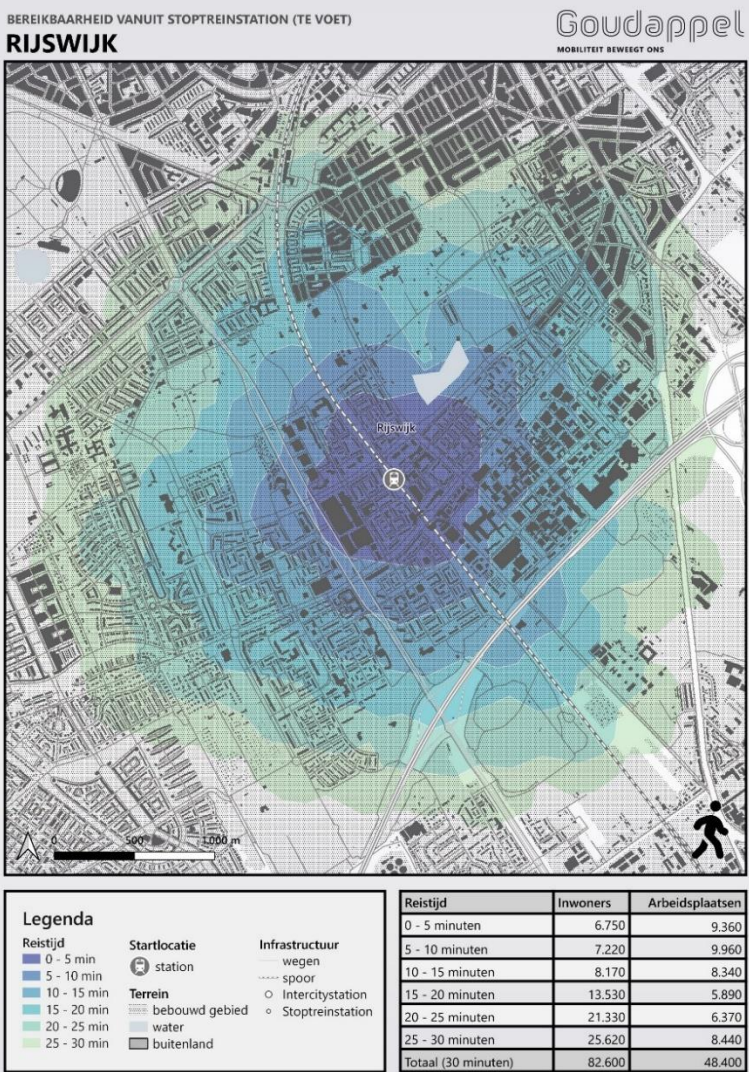 BEREIKBAARHEID VANUIT STOPTREINSTATION (TE VOET)
RIJSWIJK
Goudappel
MOBILITEIT BEWEEGT ONS
Rijswijk
0 500 1.000 m
Legenda
Reistijd
0 - 5 min
5 - 10 min
10 - 15 min
15 - 20 min
20 - 25 min
25 - 30 min
Startlocatie
station
Terrein
bebouwd gebied
water
buitenland
Infrastructuur
wegen
spoor
Intercitystation
Stoptreinstation
Reistijd Inwoners Arbeidsplaatsen
0 - 5 minuten 6.750 9.360
5 - 10 minuten 7.220 9.960
10 - 15 minuten 8.170 8.340
15 - 20 minuten 13.530 5.890
20 - 25 minuten 21.330 6.370
25 - 30 minuten 25.620 8.440
Totaal (30 minuten) 82.600 48.400